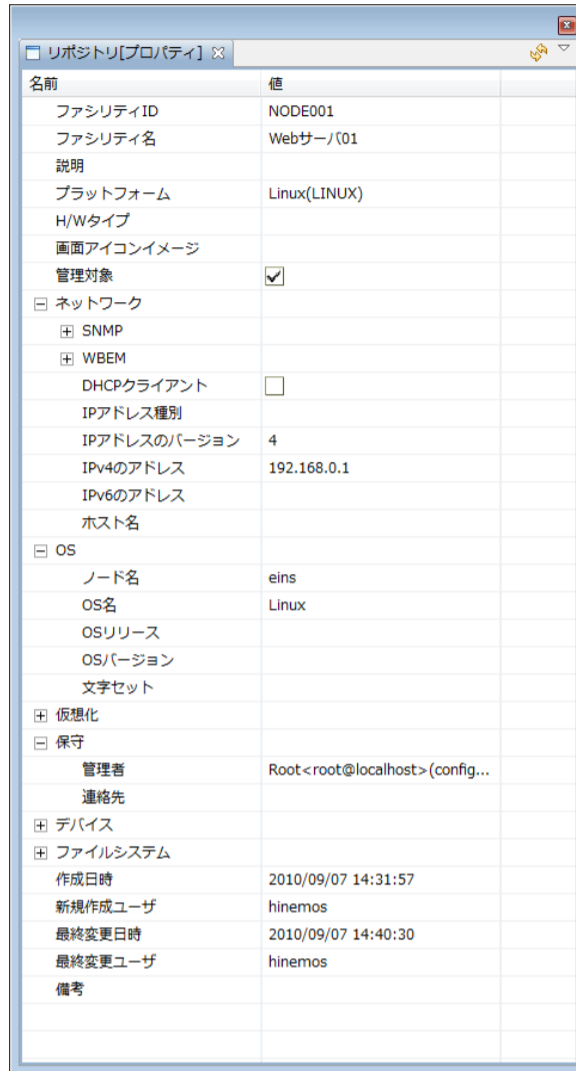 リポジトリ[プロパティ]
名前 値
ファシリティID NODE001
ファシリティ名 Webサーバ01
説明
プラットフォーム Linux(LINUX)
H/Wタイプ
画面アイコンイメージ
管理対象
ネットワーク
SNMP
WBEM
DHCPクライアント
IPアドレス種別
IPアドレスのバージョン 4
IPv4のアドレス 192.168.0.1
IPv6のアドレス
ホスト名
OS
ノード名 eins
OS名 Linux
OSリリース
OSバージョン
文字セット
仮想化
保守
管理者 Root<root@localhost>(config...
連絡先
デバイス
ファイルシステム
作成日時 2010/09/07 14:31:57
新規作成ユーザ hinemos
最終変更日時 2010/09/07 14:40:30
最終変更ユーザ hinemos
備考